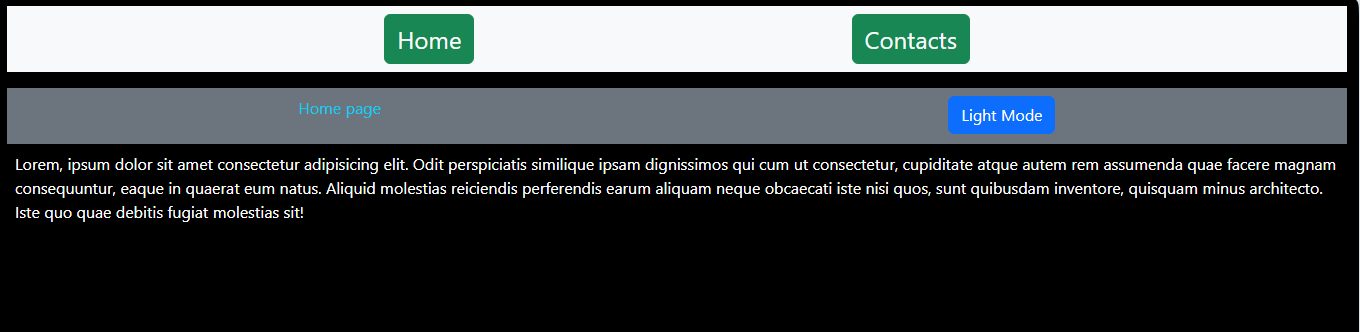 Home Contacts
Home page Light Mode
Lorem, ipsum dolor sit amet consectetur adipisicing elit. Odit perspiciatis similique ipsam dignissimos qui cum ut consectetur, cupiditate atque autem rem assumenda quae facere magnam
consequuntur, eaque in quaerat eum natus. Aliquid molestias reiciendis perferendis earum aliquam neque obcaecati iste nisi quos, sunt quibusdam inventore, quisquam minus architecto.
Iste quo quae debitis fugiat molestias sit!